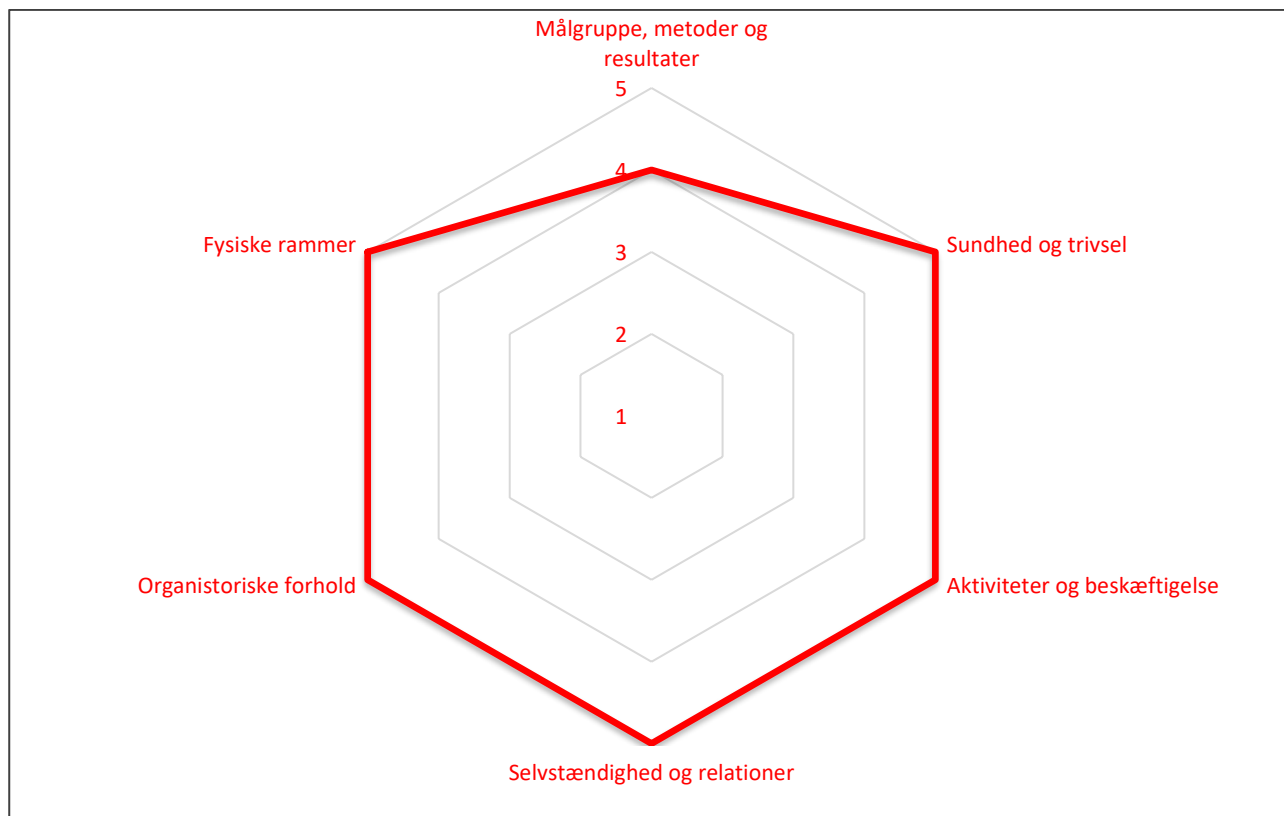 Målgruppe, metoder og
resultater
5
4
Fysiske rammer
Sundhed og trivsel
3
2
1
Organistoriske forhold
Aktiviteter og beskæftigelse
Selvstændighed og relationer